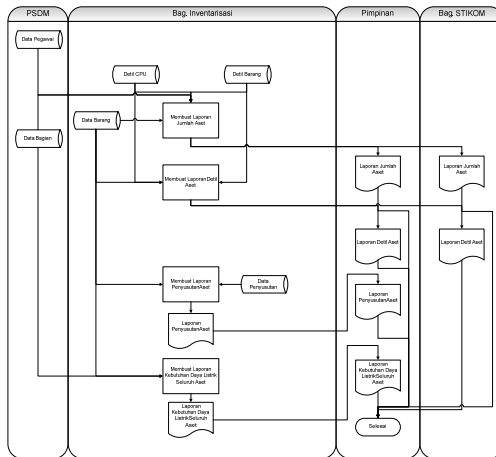 PSDM
Bag. Inventarisasi
Pimpinan
Bag. STIKOM
Data Pegawai
Detil CPU
Detil Barang
Data Barang
Membuat Laporan
Jumlah Aset
Data Bagian
Laporan Jumlah
Aset
Laporan Jumlah
Aset
Membuat Laporan Detil
Aset
Laporan Detil Aset
Laporan Detil Aset
Membuat Laporan
PenyusutanAset
Data
Penyusutan
Laporan
PenyusutanAset
Laporan
PenyusutanAset
Membuat Laporan
Kebutuhan Daya Listrik
Seluruh Aset
Laporan
Kebutuhan Daya
ListrikSeluruh
Aset
Laporan
Kebutuhan Daya
ListrikSeluruh
Aset
Selesai